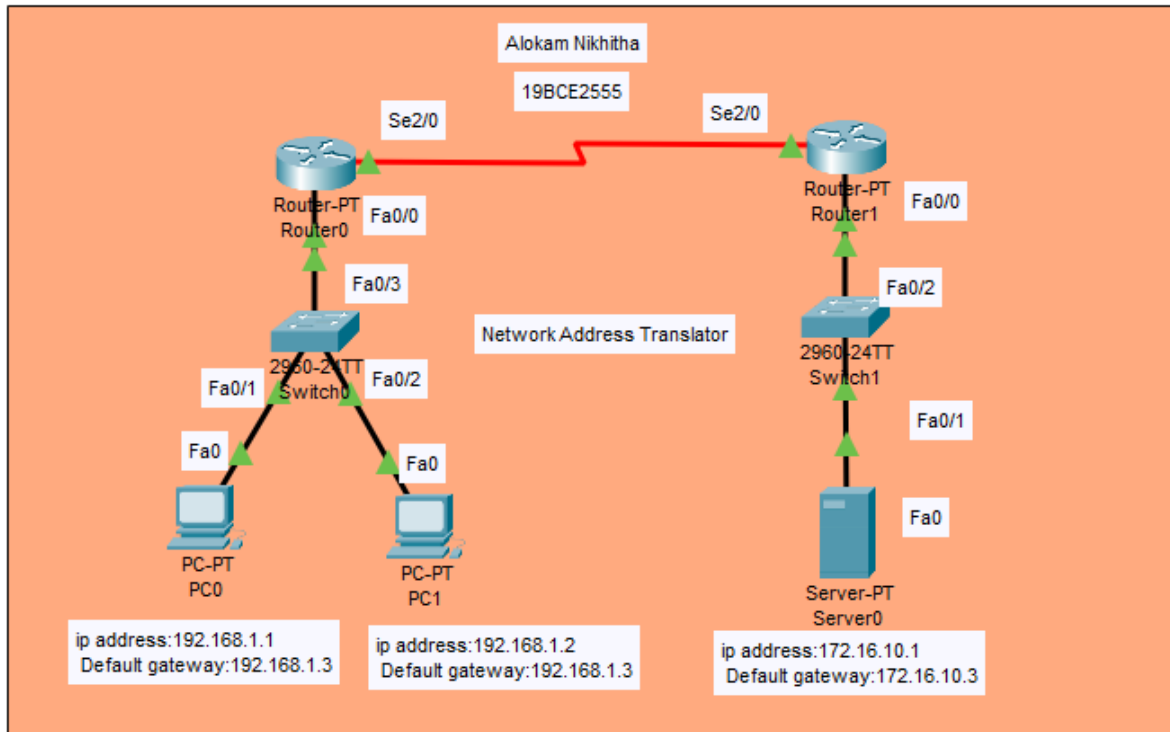 Alokam Nikhitha
19BCE2555
Se2/0
Se2/0
Router-PT
Router0
Fa0/0
Router-PT
Router1
Fa0/0
Fa0/3
Fa0/2
Network Address Translator
2960-24TT
Switch0
2960-24TT
Switch1
Fa0/1
Fa0/2
Fa0/1
Fa0
Fa0
Fa0
PC-PT
PC0
PC-PT
PC1
Server-PT
Server0
ip address:192.168.1.1
Default gateway:192.168.1.3
ip address:192.168.1.2
Default gateway:192.168.1.3
ip address:172.16.10.1
Default gateway:172.16.10.3